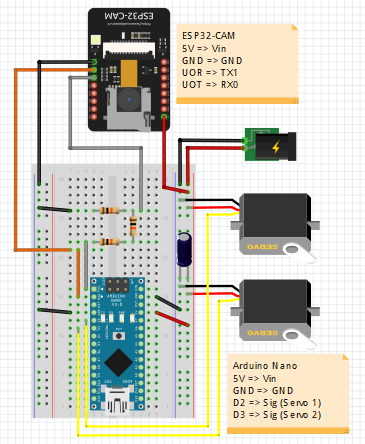 ESP32-CAM
ESP32-CAM
5V => Vin
GND => GND
UOR => TX1
UOT => RX0
SERVO
SERVO
Arduino Nano
5V => Vin
GND => GND
D2 => Sig (Servo 1)
D3 => Sig (Servo 2)